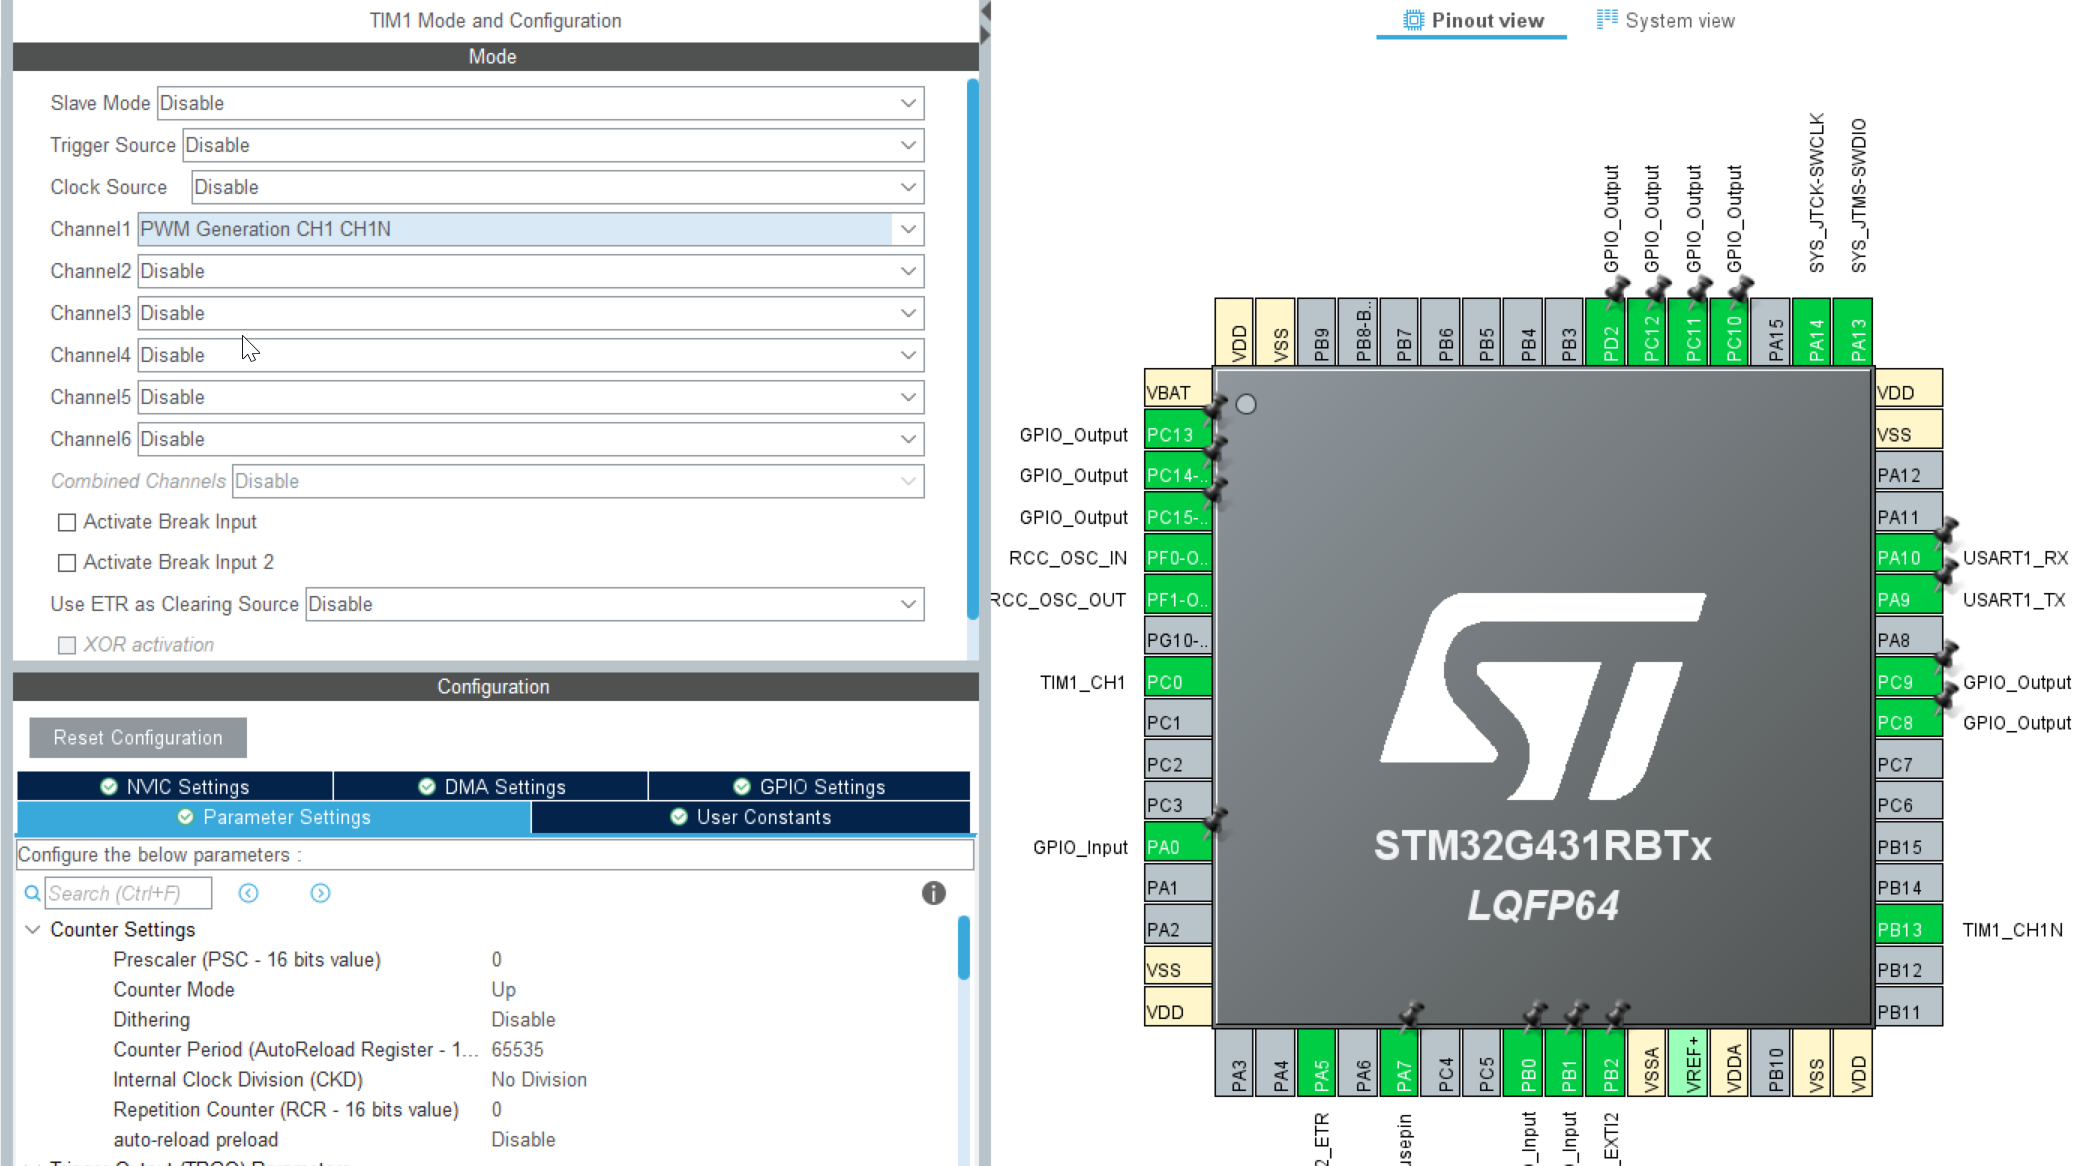 TIM1 Mode and Configuration
Mode
Slave Mode Disable
Trigger Source Disable
Clock Source Disable
Channel1 PWM Generation CH1 CH1N
Channel2 Disable
Channel3 Disable
Channel4 Disable
Channel5 Disable
Channel6 Disable
Combined Channels Disable
Activate Break Input
Activate Break Input 2
Use ETR as Clearing Source Disable
XOR activation
Configuration
Reset Configuration
NVIC Settings
DMA Settings
GPIO Settings
Parameter Settings
User Constants
Configure the below parameters :
Search (Ctrl+F)
Counter Settings
Prescaler (PSC - 16 bits value) 0
Counter Mode Up
Dithering Disable
Counter Period (AutoReload Register - 1... 65535
Internal Clock Division (CKD) No Division
Repetition Counter (RCR - 16 bits value) 0
auto-reload preload Disable
Trigger Output (TRGO) Parameters
Pinout view
System view
GPIO_Output
GPIO_Output
GPIO_Output
GPIO_Output
SYS_JTCK-SWCLK
SYS_JTMS-SWDIO
VDD
VSS
PB9
PB8-B..
PB7
PB6
PB5
PB4
PB3
PD2
PC12
PC11
PC10
PA15
PA14
PA13
VBAT
GPIO_Output PC13
GPIO_Output PC14-..
GPIO_Output PC15-..
RCC_OSC_IN PF0-O..
RCC_OSC_OUT PF1-O..
PG10-..
TIM1_CH1 PC0
PC1
PC2
PC3
GPIO_Input PA0
PA1
PA2
VSS
VDD
STM32G431RBTx
LQFP64
VDD
VSS
PA12
PA11
PA10 USART1_RX
PA9 USART1_TX
PA8
PC9 GPIO_Output
PC8 GPIO_Output
PC7
PC6
PB15
PB14
PB13 TIM1_CH1N
PB12
PB11
PA3
PA4
PA5
PA6
PA7
PC4
PC5
PB0
PB1
PB2
VSSA
VREF+
VDDA
PB10
VSS
VDD
2_ETR
usepin
_Input
_Input
_EXTI2